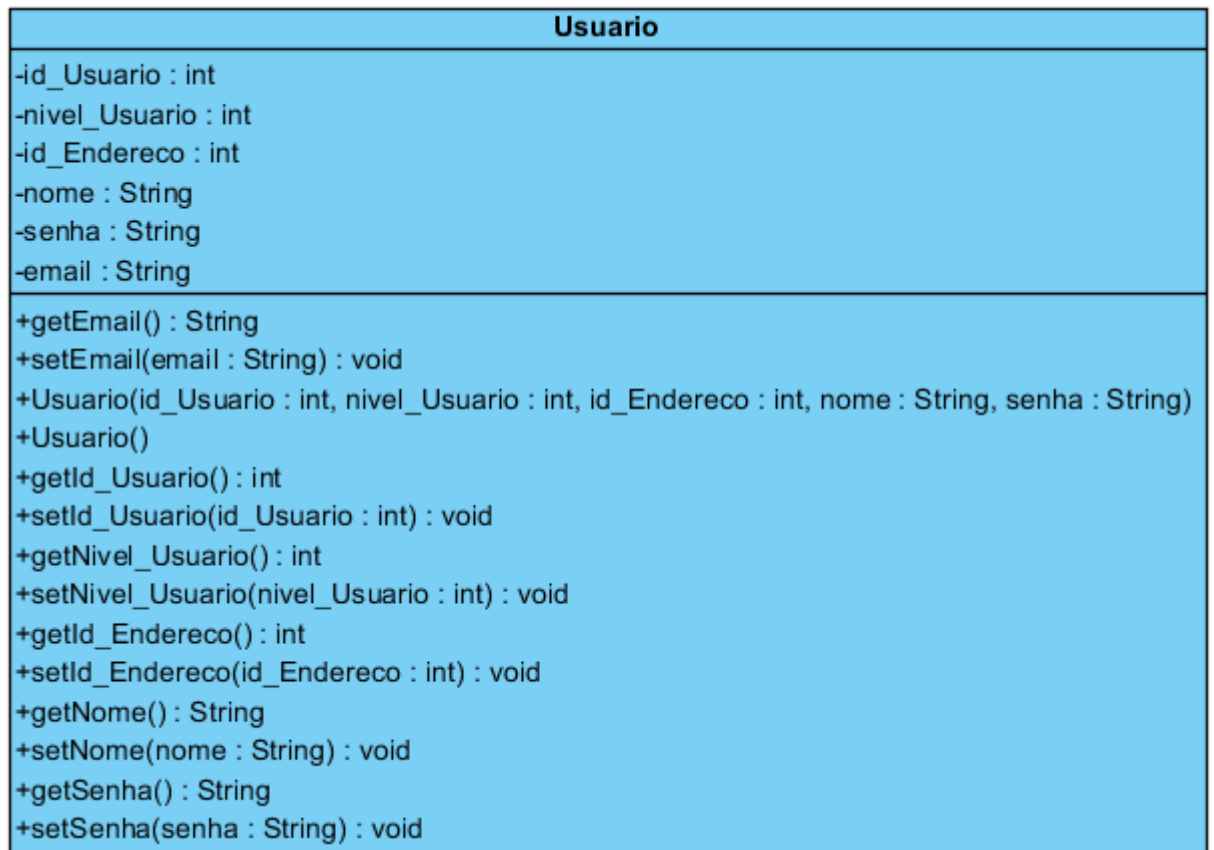 Usuario
-id_Usuario : int
-nivel_Usuario : int
-id_Endereco : int
-nome : String
-senha : String
-email : String
+getEmail() : String
+setEmail(email : String) : void
+Usuario(id_Usuario : int, nivel_Usuario : int, id_Endereco : int, nome : String, senha : String)
+Usuario()
+getId_Usuario() : int
+setId_Usuario(id_Usuario : int) : void
+getNivel_Usuario() : int
+setNivel_Usuario(nivel_Usuario : int) : void
+getId_Endereco() : int
+setId_Endereco(id_Endereco : int) : void
+getNome() : String
+setNome(nome : String) : void
+getSenha() : String
+setSenha(senha : String) : void